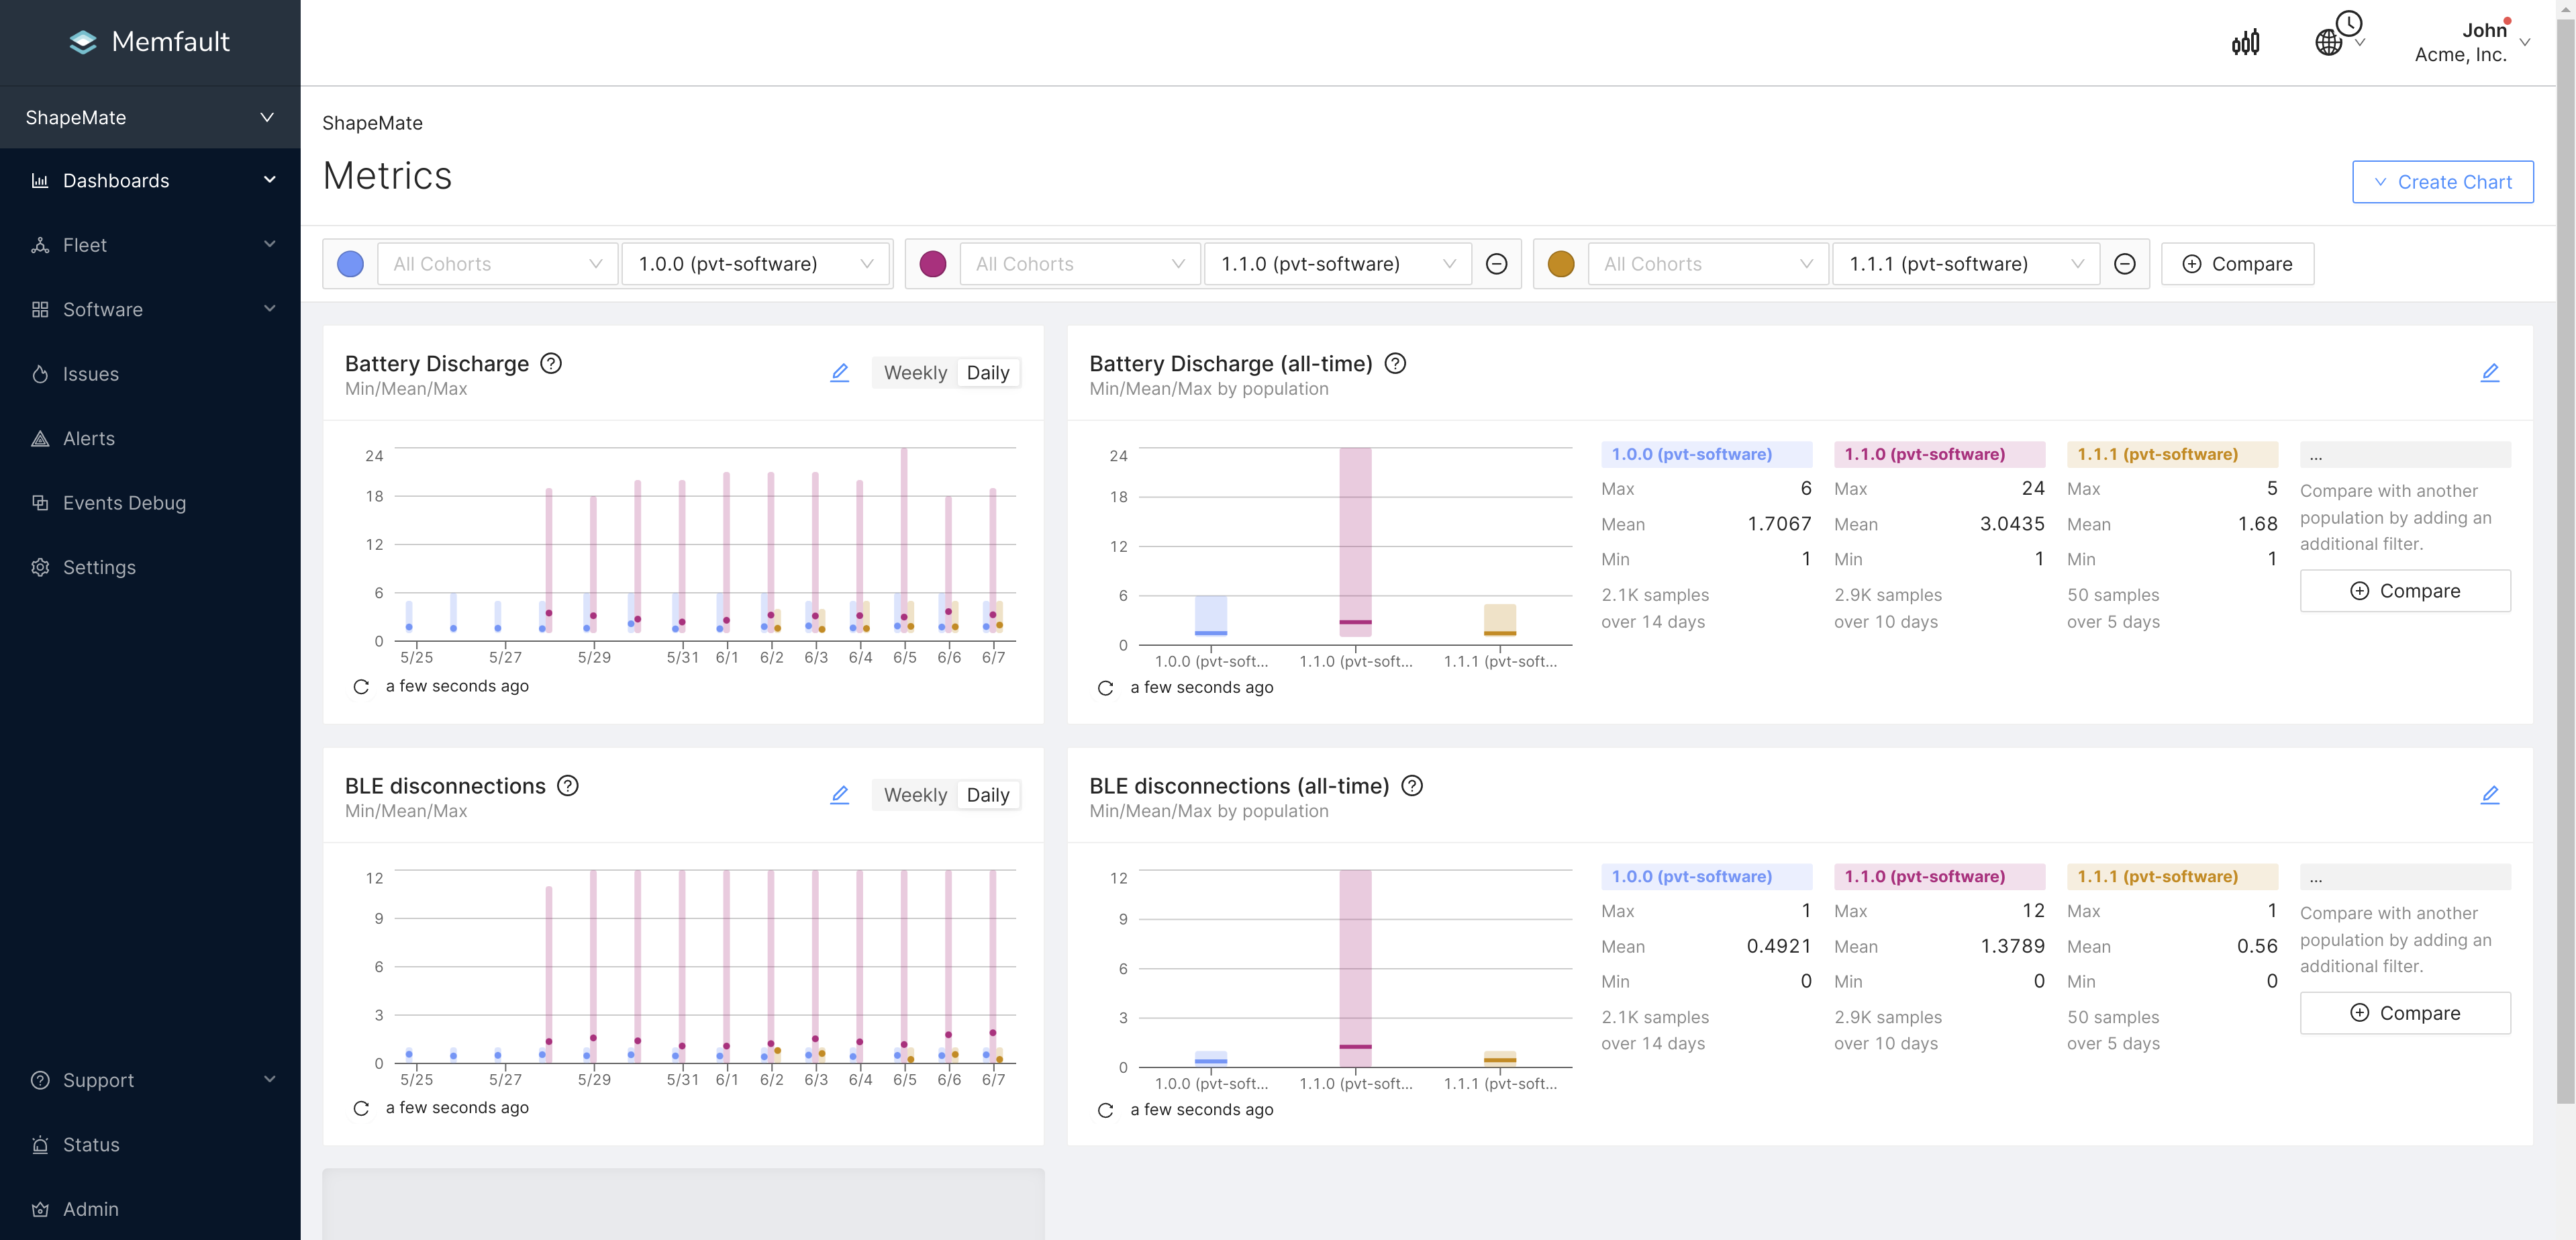 Memfault
John
Acme, Inc.
ShapeMate
Dashboards
Fleet
Software
Issues
Alerts
Events Debug
Settings
Support
Status
Admin
ShapeMate
Metrics
Create Chart
All Cohorts 1.0.0 (pvt-software) All Cohorts 1.1.0 (pvt-software) All Cohorts 1.1.1 (pvt-software) Compare
Battery Discharge
Min/Mean/Max
Weekly Daily
24
18
12
6
0
5/25 5/27 5/29 5/31 6/1 6/2 6/3 6/4 6/5 6/6 6/7
a few seconds ago
Battery Discharge (all-time)
Min/Mean/Max by population
24
18
12
6
0
1.0.0 (pvt-soft... 1.1.0 (pvt-soft... 1.1.1 (pvt-soft...
a few seconds ago
1.0.0 (pvt-software)
Max 6
Mean 1.7067
Min 1
2.1K samples
over 14 days
1.1.0 (pvt-software)
Max 24
Mean 3.0435
Min 1
2.9K samples
over 10 days
1.1.1 (pvt-software)
Max 5
Mean 1.68
Min 1
50 samples
over 5 days
...
Compare with another
population by adding an
additional filter.
Compare
BLE disconnections
Min/Mean/Max
Weekly Daily
12
9
6
3
0
5/25 5/27 5/29 5/31 6/1 6/2 6/3 6/4 6/5 6/6 6/7
a few seconds ago
BLE disconnections (all-time)
Min/Mean/Max by population
12
9
6
3
0
1.0.0 (pvt-soft... 1.1.0 (pvt-soft... 1.1.1 (pvt-soft...
a few seconds ago
1.0.0 (pvt-software)
Max 1
Mean 0.4921
Min 0
2.1K samples
over 14 days
1.1.0 (pvt-software)
Max 12
Mean 1.3789
Min 0
2.9K samples
over 10 days
1.1.1 (pvt-software)
Max 1
Mean 0.56
Min 0
50 samples
over 5 days
...
Compare with another
population by adding an
additional filter.
Compare